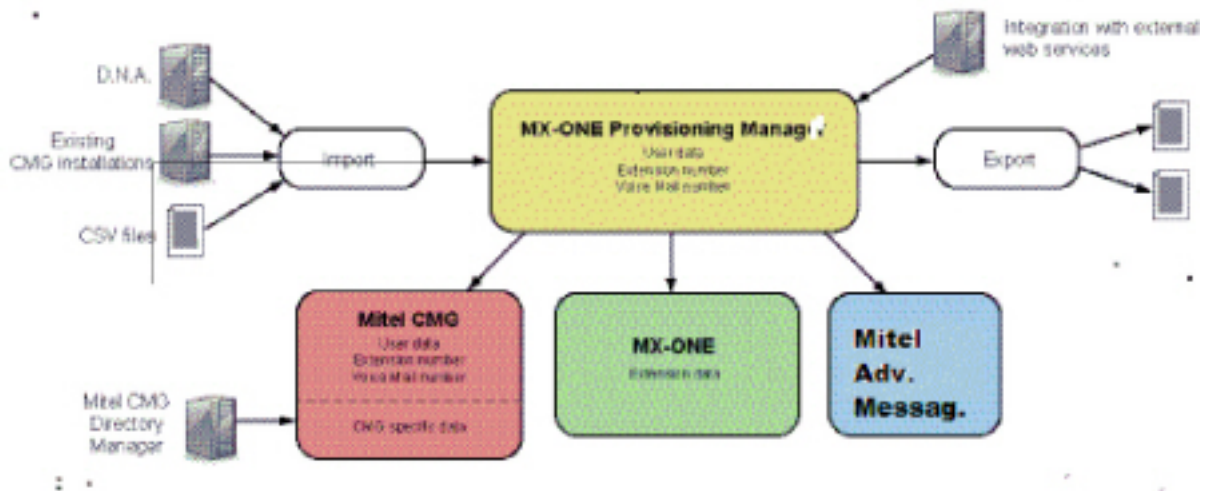 Integration with external
web services
D.N.A.
Existing
CMG installations
CSV files
Import
MX-ONE Provisioning Manager
User data
Extension number
Voice Mail number
Export
Mitel CMG
User data
Extension number
Voice Mail number
CMG specific data
MX-ONE
Extension data
Mitel
Adv.
Messag.
Mitel CMG
Directory
Manager